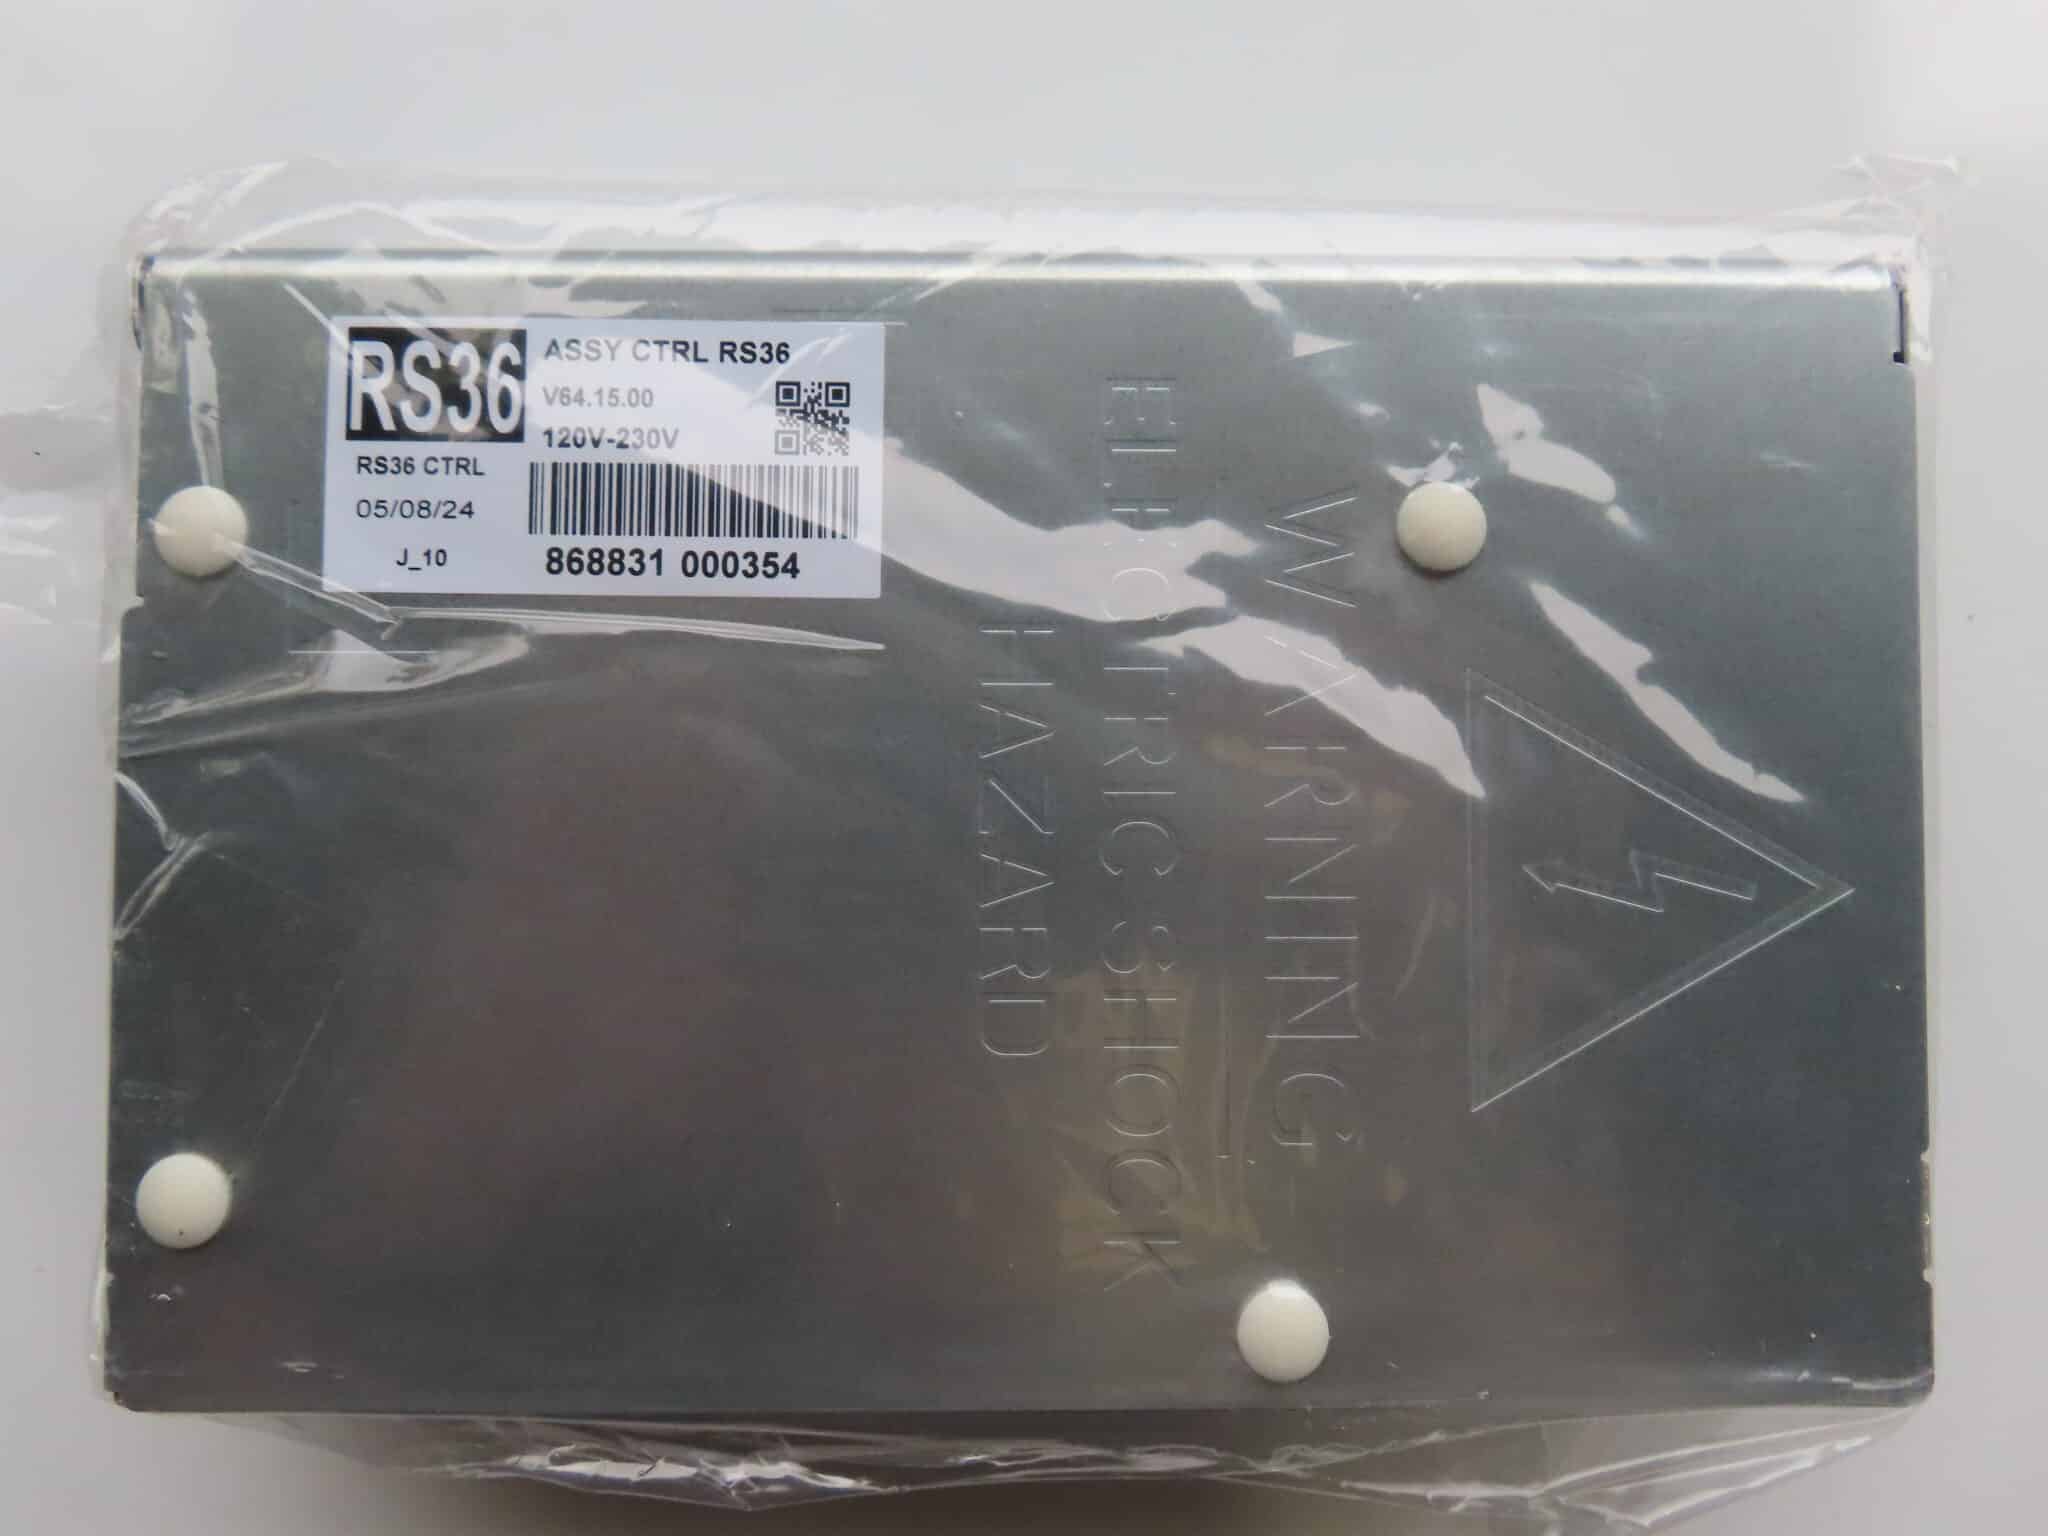 RS36
ASSY CTRL RS36
V64.15.00
120V-230V
RS36 CTRL
05/08/24
J_10
868831 000354
WARNING
ELECTRIC SHOCK
HAZARD